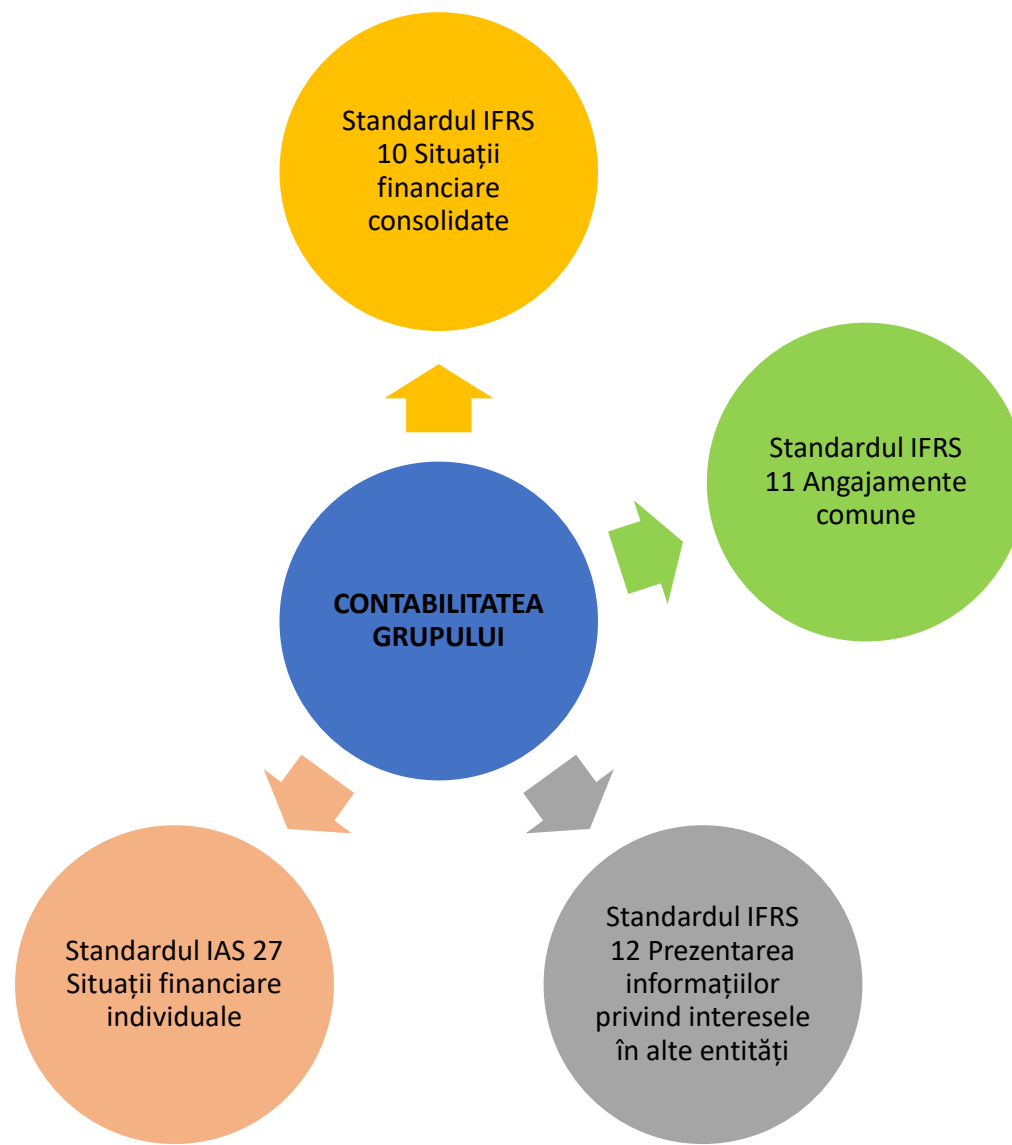 Standardul IFRS
10 Situații
financiare
consolidate
Standardul IFRS
11 Angajamente
comune
CONTABILITATEA
GRUPULUI
Standardul IAS 27
Situații financiare
individuale
Standardul IFRS
12 Prezentarea
informațiilor
privind interesele
în alte entități